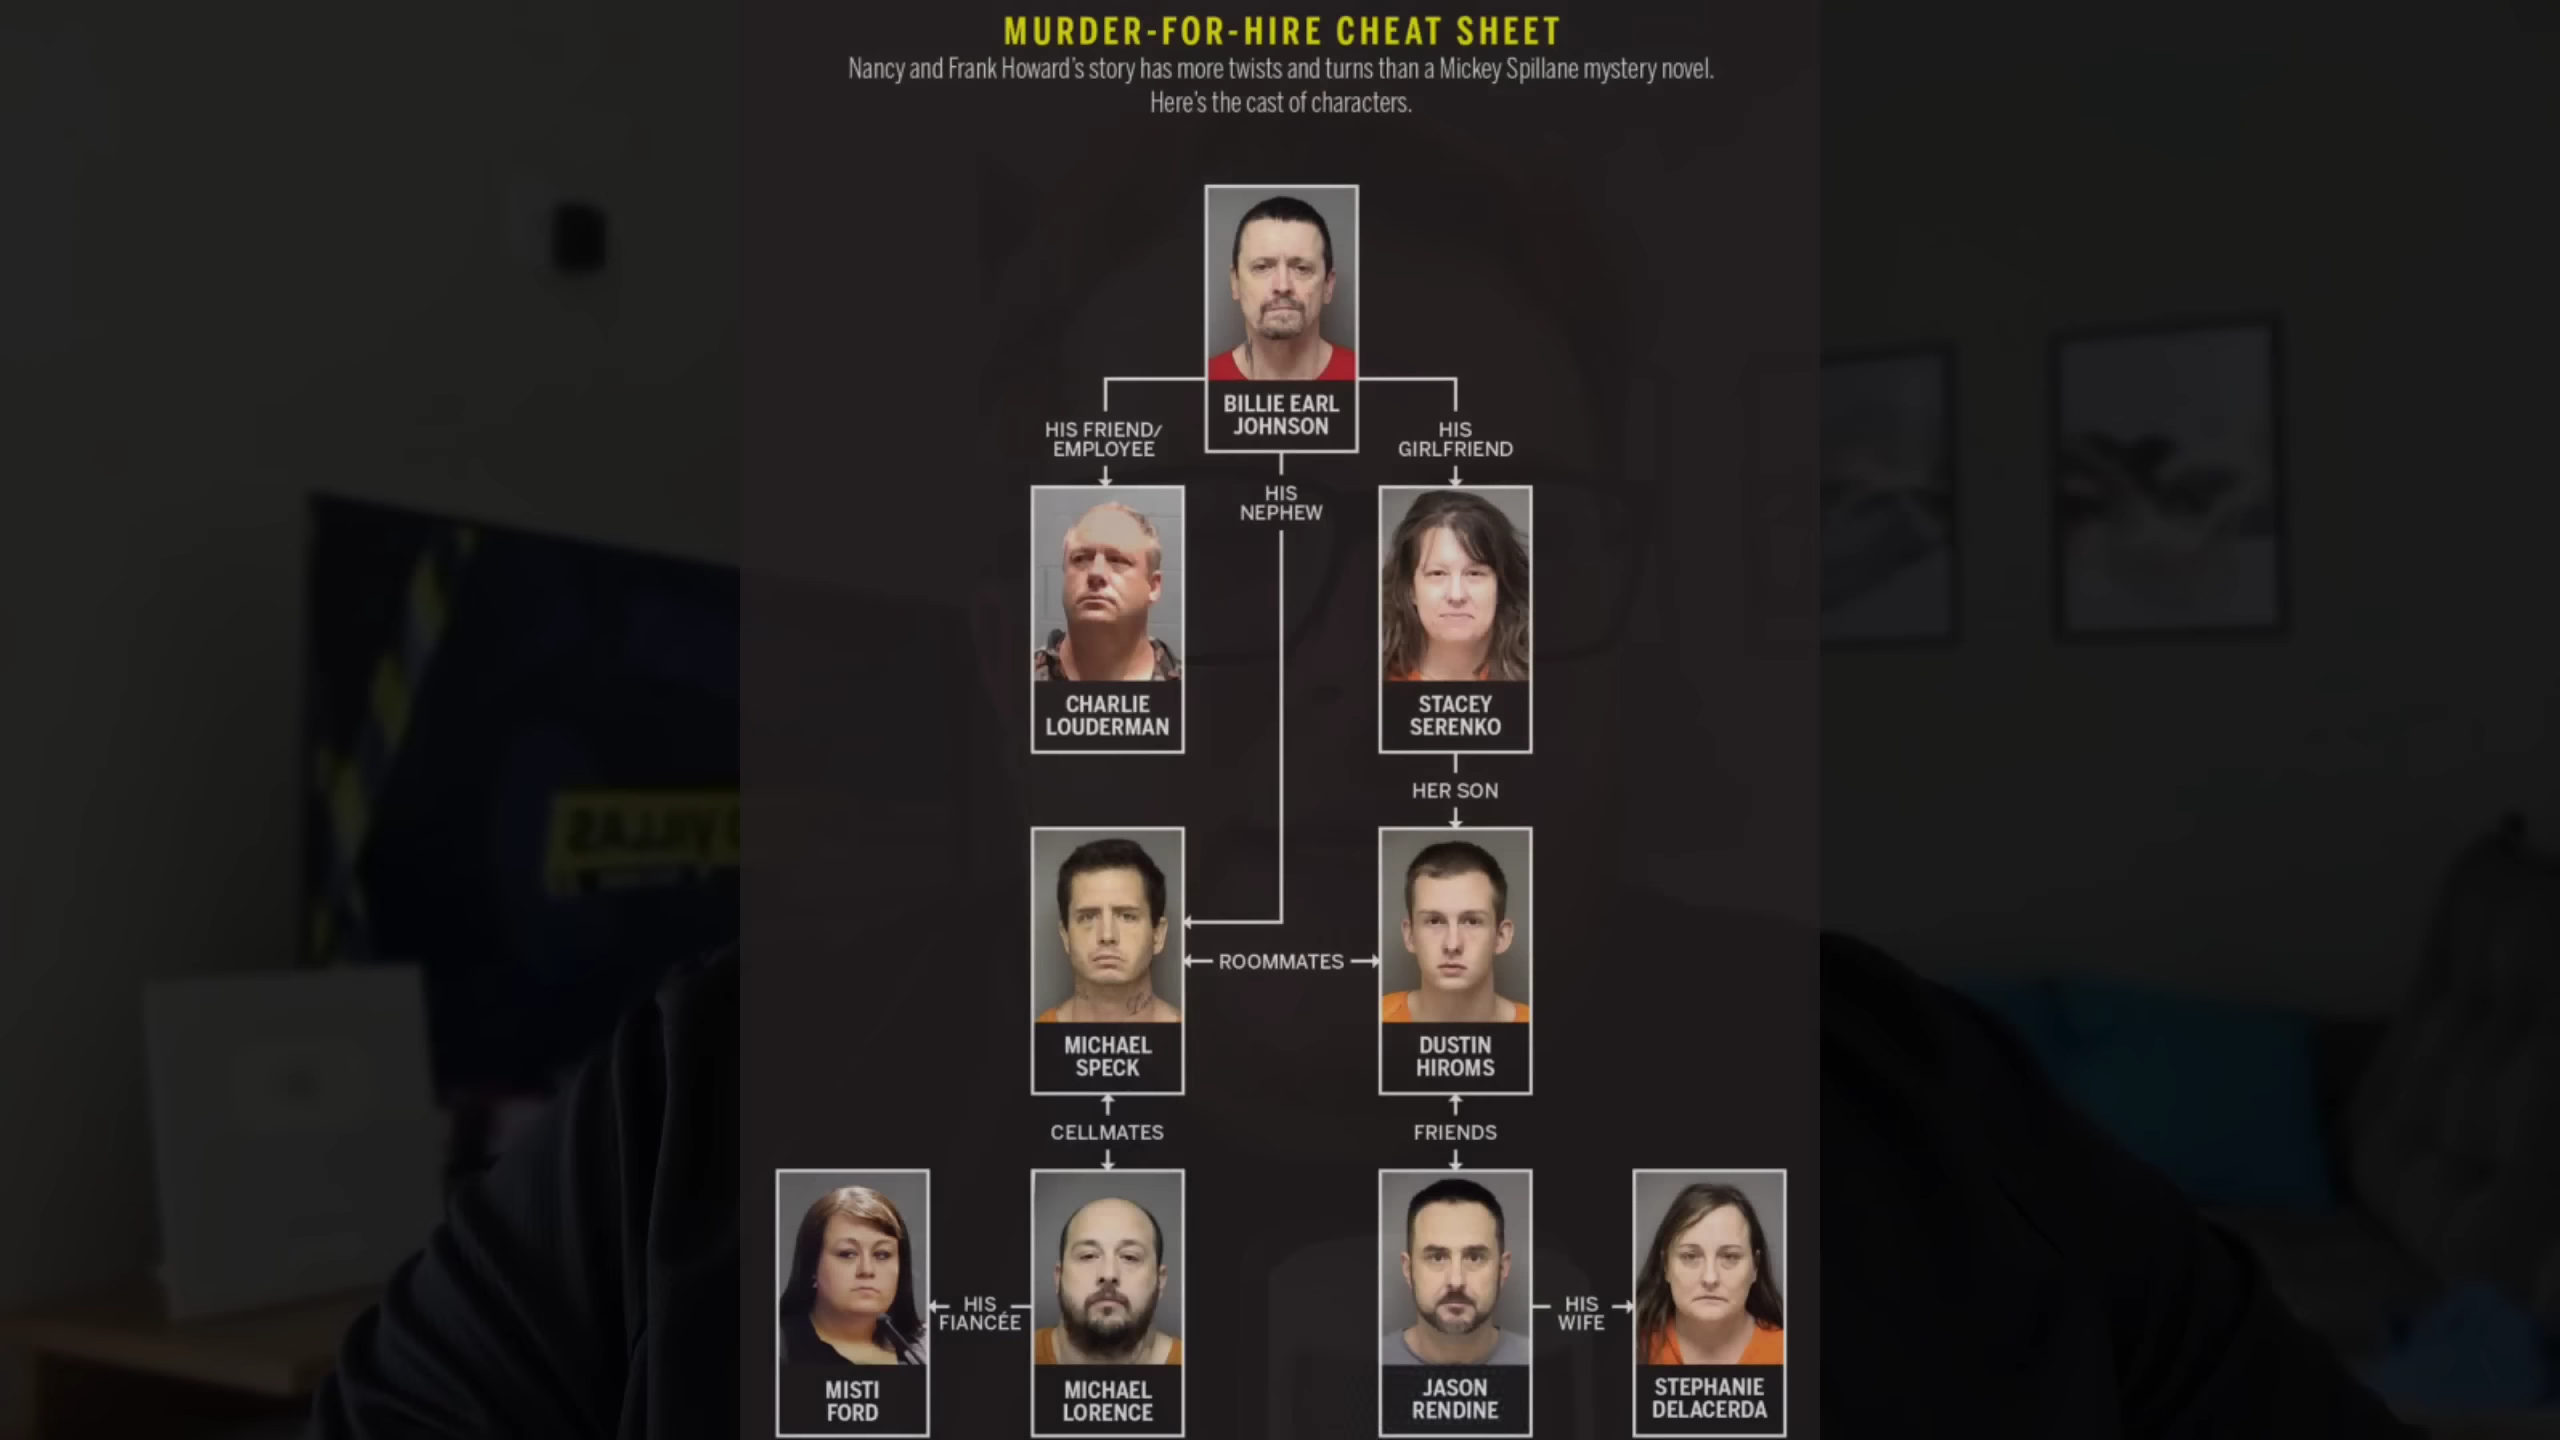 MURDER-FOR-HIRE CHEAT SHEET
Nancy and Frank Howard's story has more twists and turns than a Mickey Spillane mystery novel.
Here's the cast of characters.
BILLIE EARL
JOHNSON
HIS FRIEND/
EMPLOYEE
HIS
GIRLFRIEND
HIS
NEPHEW
CHARLIE
LOUDERMAN
STACEY
SERENKO
HER SON
ROOMMATES
MICHAEL
SPECK
DUSTIN
HIROMS
CELLMATES
FRIENDS
HIS
FIANCÉE
HIS
WIFE
MISTI
FORD
MICHAEL
LORENCE
JASON
RENDINE
STEPHANIE
DELACERDA